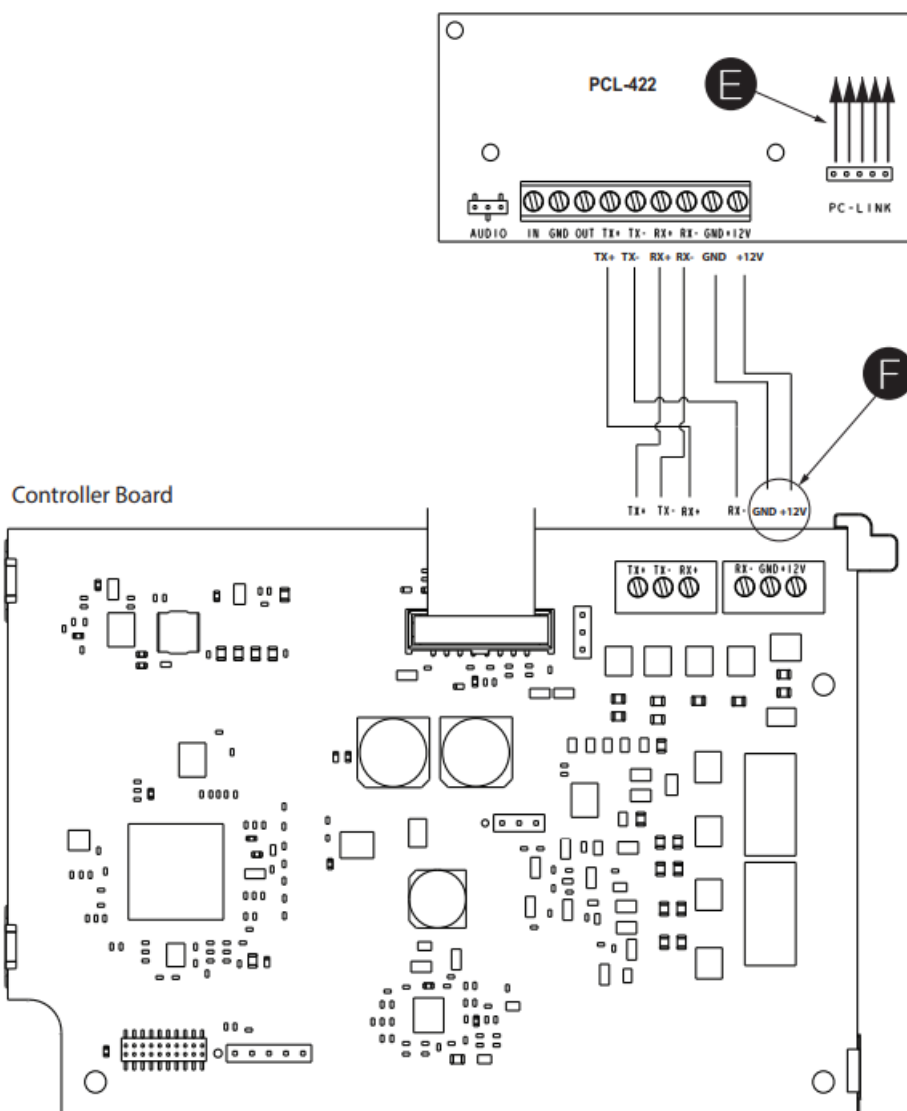 PCL-422
E
PC-LINK
AUDIO IN GND OUT TX+ TX- RX+ RX- GND+12V
TX+ TX- RX+ RX- GND +12V
F
Controller Board
TX+ TX- RX+ RX- GND +12V
TX+ TX- RX+ RX- GND+12V